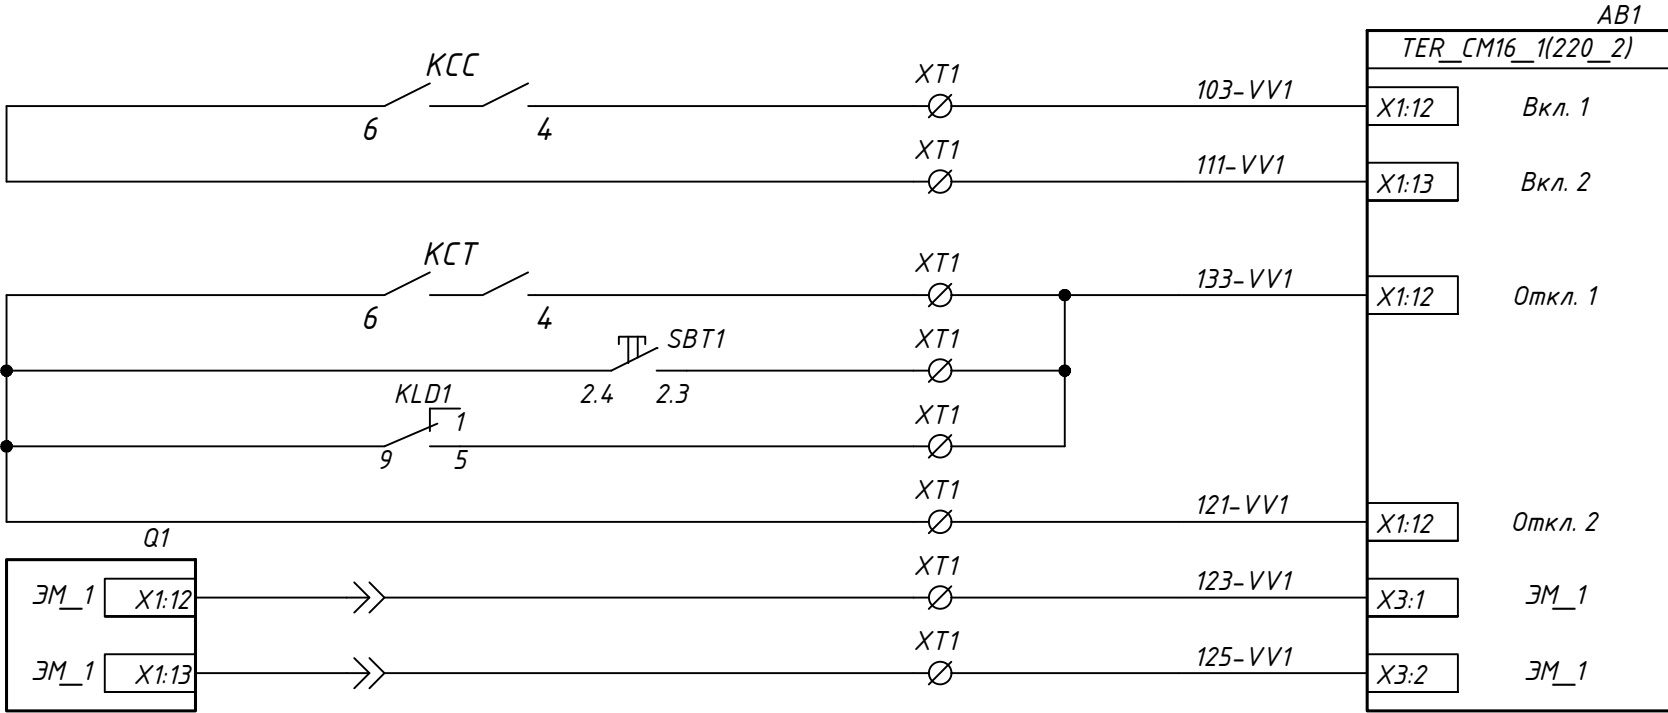 AB1
TER_CM16_1(220_2)
KCC
XT1
103-VV1
X1:12
Вкл. 1
6
4
XT1
111-VV1
X1:13
Вкл. 2
KCT
XT1
133-VV1
X1:12
Откл. 1
6
4
SBT1
XT1
2.4
2.3
KLD1
1
XT1
9
5
XT1
121-VV1
X1:12
Откл. 2
Q1
ЭМ_1
X1:12
XT1
123-VV1
X3:1
ЭМ_1
ЭМ_1
X1:13
XT1
125-VV1
X3:2
ЭМ_1